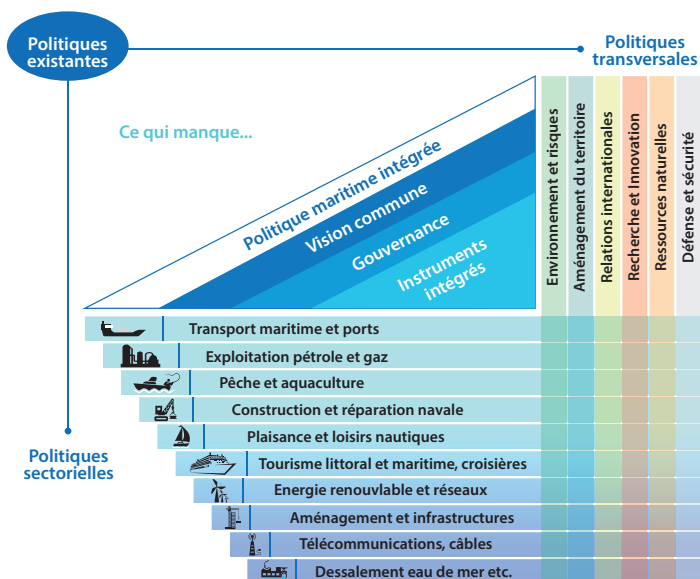 Politiques
existantes
Politiques
transversales
Ce qui manque...
Politique maritime intégrée
Vision commune
Gouvernance
Instruments
intégrés
Environnement et risques
Aménagement du territoire
Relations internationales
Recherche et Innovation
Ressources naturelles
Défense et sécurité
Transport maritime et ports
Exploitation pétrole et gaz
Pêche et aquaculture
Construction et réparation navale
Plaisance et loisirs nautiques
Politiques
sectorielles
Tourisme littoral et maritime, croisières
Energie renouvlable et réseaux
Aménagement et infrastructures
Télécommunications, câbles
Dessalement eau de mer etc.